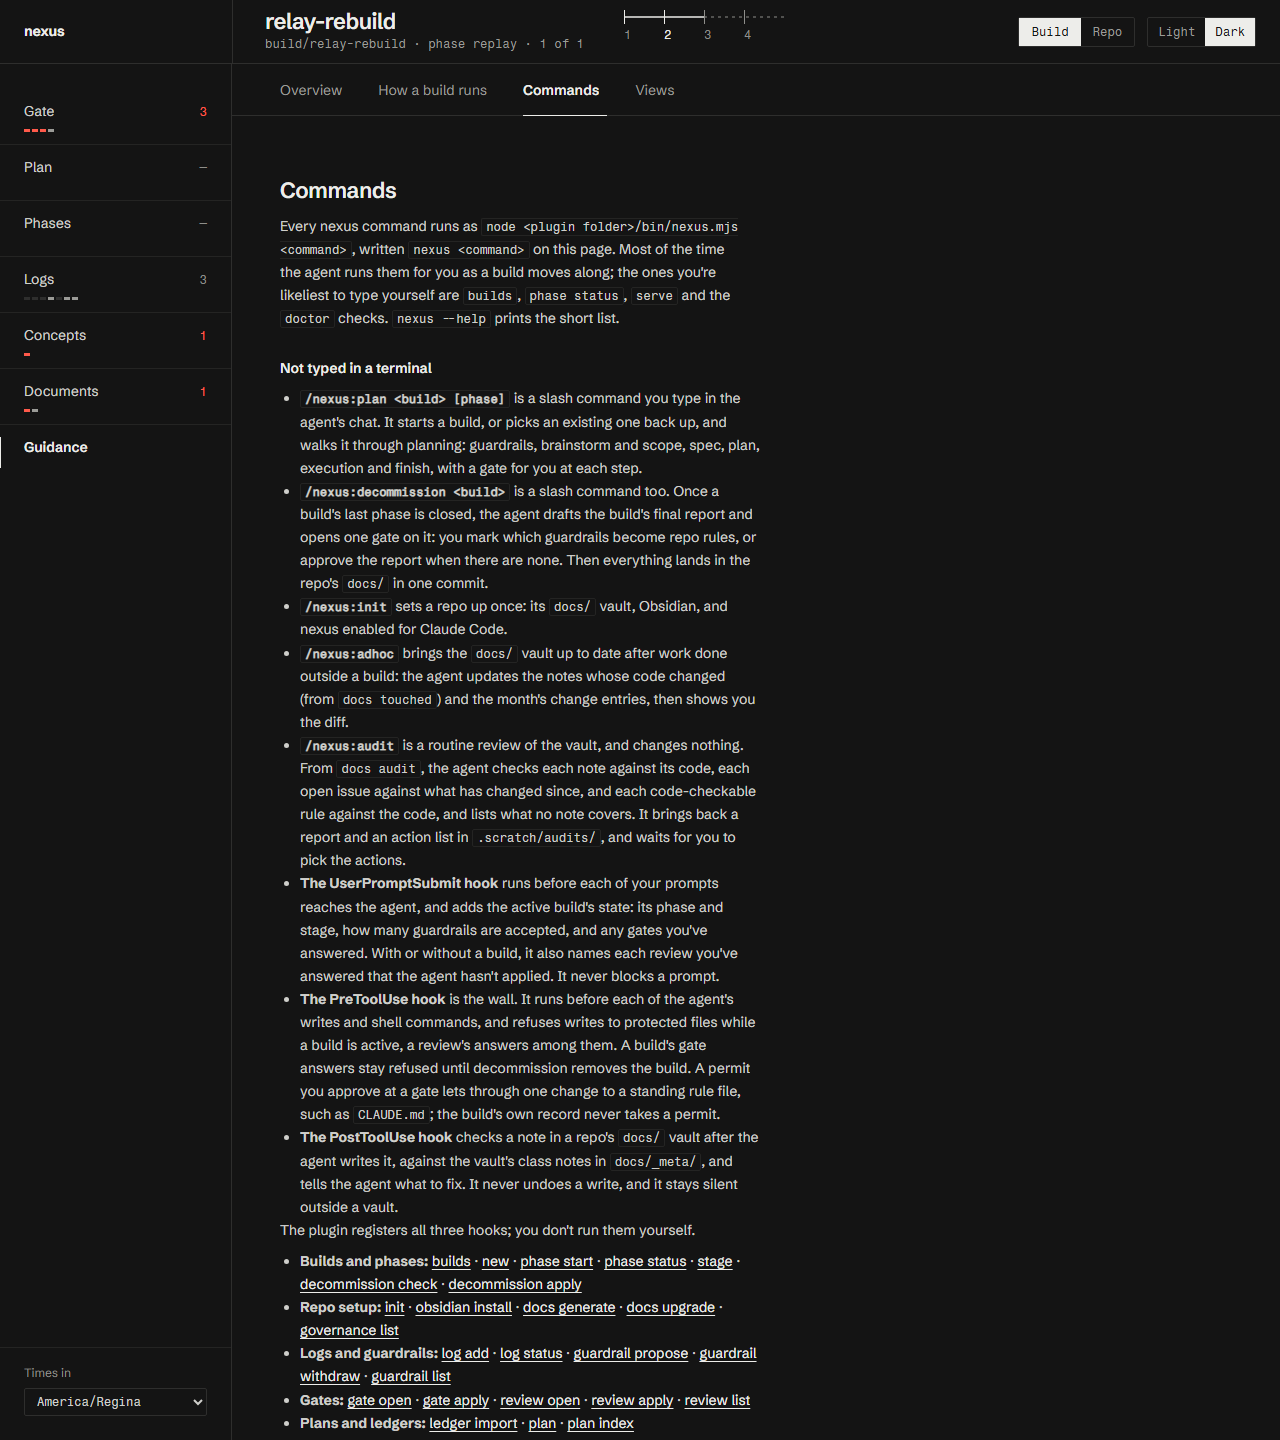 nexus
relay-rebuild
build/relay-rebuild · phase replay · 1 of 1
1 2 3 4
Build Repo Light Dark
Overview How a build runs Commands Views
Gate 3
Plan –
Phases –
Logs 3
Concepts 1
Documents 1
Guidance
Commands
Every nexus command runs as node <plugin folder>/bin/nexus.mjs
<command>, written nexus <command> on this page. Most of the time
the agent runs them for you as a build moves along; the ones you're
likeliest to type yourself are builds, phase status, serve and the
doctor checks. nexus --help prints the short list.
Not typed in a terminal
• /nexus:plan <build> [phase] is a slash command you type in the
agent's chat. It starts a build, or picks an existing one back up, and
walks it through planning: guardrails, brainstorm and scope, spec, plan,
execution and finish, with a gate for you at each step.
• /nexus:decommission <build> is a slash command too. Once a
build's last phase is closed, the agent drafts the build's final report and
opens one gate on it: you mark which guardrails become repo rules, or
approve the report when there are none. Then everything lands in the
repo's docs/ in one commit.
• /nexus:init sets a repo up once: its docs/ vault, Obsidian, and
nexus enabled for Claude Code.
• /nexus:adhoc brings the docs/ vault up to date after work done
outside a build: the agent updates the notes whose code changed
(from docs touched) and the month's change entries, then shows you
the diff.
• /nexus:audit is a routine review of the vault, and changes nothing.
From docs audit, the agent checks each note against its code, each
open issue against what has changed since, and each code-checkable
rule against the code, and lists what no note covers. It brings back a
report and an action list in .scratch/audits/, and waits for you to
pick the actions.
• The UserPromptSubmit hook runs before each of your prompts
reaches the agent, and adds the active build's state: its phase and
stage, how many guardrails are accepted, and any gates you've
answered. With or without a build, it also names each review you've
answered that the agent hasn't applied. It never blocks a prompt.
• The PreToolUse hook is the wall. It runs before each of the agent's
writes and shell commands, and refuses writes to protected files while
a build is active, a review's answers among them. A build's gate
answers stay refused until decommission removes the build. A permit
you approve at a gate lets through one change to a standing rule file,
such as CLAUDE.md; the build's own record never takes a permit.
• The PostToolUse hook checks a note in a repo's docs/ vault after the
agent writes it, against the vault's class notes in docs/_meta/, and
tells the agent what to fix. It never undoes a write, and it stays silent
outside a vault.
The plugin registers all three hooks; you don't run them yourself.
• Builds and phases: builds · new · phase start · phase status · stage ·
decommission check · decommission apply
• Repo setup: init · obsidian install · docs generate · docs upgrade ·
governance list
• Logs and guardrails: log add · log status · guardrail propose · guardrail
withdraw · guardrail list
• Gates: gate open · gate apply · review open · review apply · review list
• Plans and ledgers: ledger import · plan · plan index
Times in
America/Regina